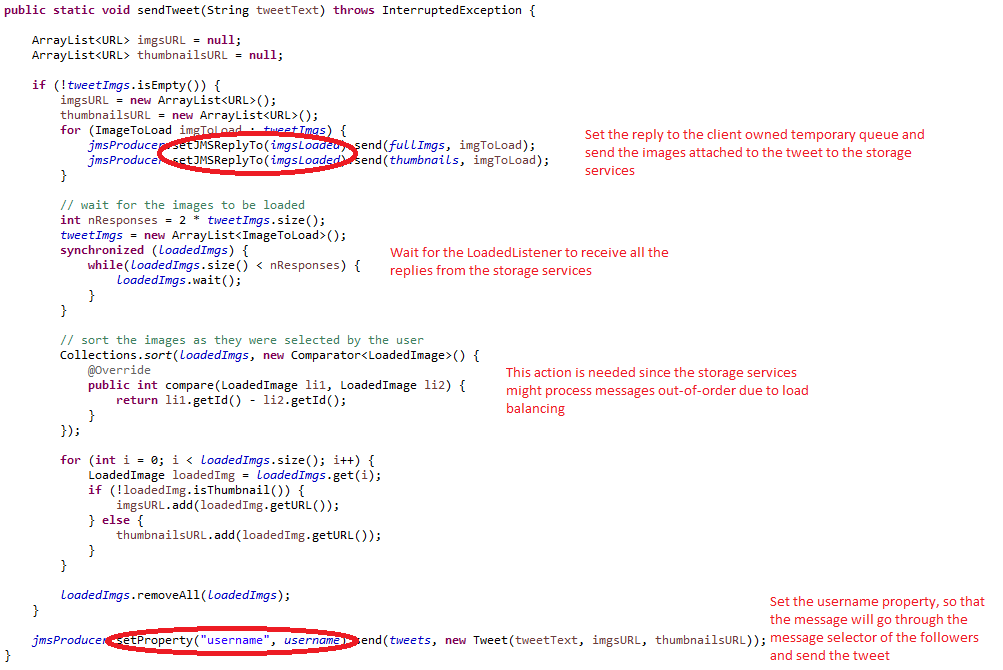 public static void sendTweet(String tweetText) throws InterruptedException {
ArrayList<URL> imgsURL = null;
ArrayList<URL> thumbnailsURL = null;
if (!tweetImgs.isEmpty()) {
imgsURL = new ArrayList<URL>();
thumbnailsURL = new ArrayList<URL>();
for (ImageToLoad imgToLoad : tweetImgs) {
jmsProducer.setJMSReplyTo(imgsLoaded).send(fullImgs, imgToLoad);
jmsProducer.setJMSReplyTo(imgsLoaded).send(thumbnails, imgToLoad);
}
Set the reply to the client owned temporary queue and
send the images attached to the tweet to the storage
services
// wait for the images to be loaded
int nResponses = 2 * tweetImgs.size();
tweetImgs = new ArrayList<ImageToLoad>();
synchronized (loadedImgs) {
while(loadedImgs.size() < nResponses) {
loadedImgs.wait();
}
}
Wait for the LoadedListener to receive all the
replies from the storage services
// sort the images as they were selected by the user
Collections.sort(loadedImgs, new Comparator<LoadedImage>() {
@Override
public int compare(LoadedImage li1, LoadedImage li2) {
return li1.getId() - li2.getId();
}
});
This action is needed since the storage services
might process messages out-of-order due to load
balancing
for (int i = 0; i < loadedImgs.size(); i++) {
LoadedImage loadedImg = loadedImgs.get(i);
if (!loadedImg.isThumbnail()) {
imgsURL.add(loadedImg.getURL());
} else {
thumbnailsURL.add(loadedImg.getURL());
}
}
loadedImgs.removeAll(loadedImgs);
}
jmsProducer.setProperty("username", username).send(tweets, new Tweet(tweetText, imgsURL, thumbnailsURL));
}
Set the username property, so that
the message will go through the
message selector of the followers
and send the tweet